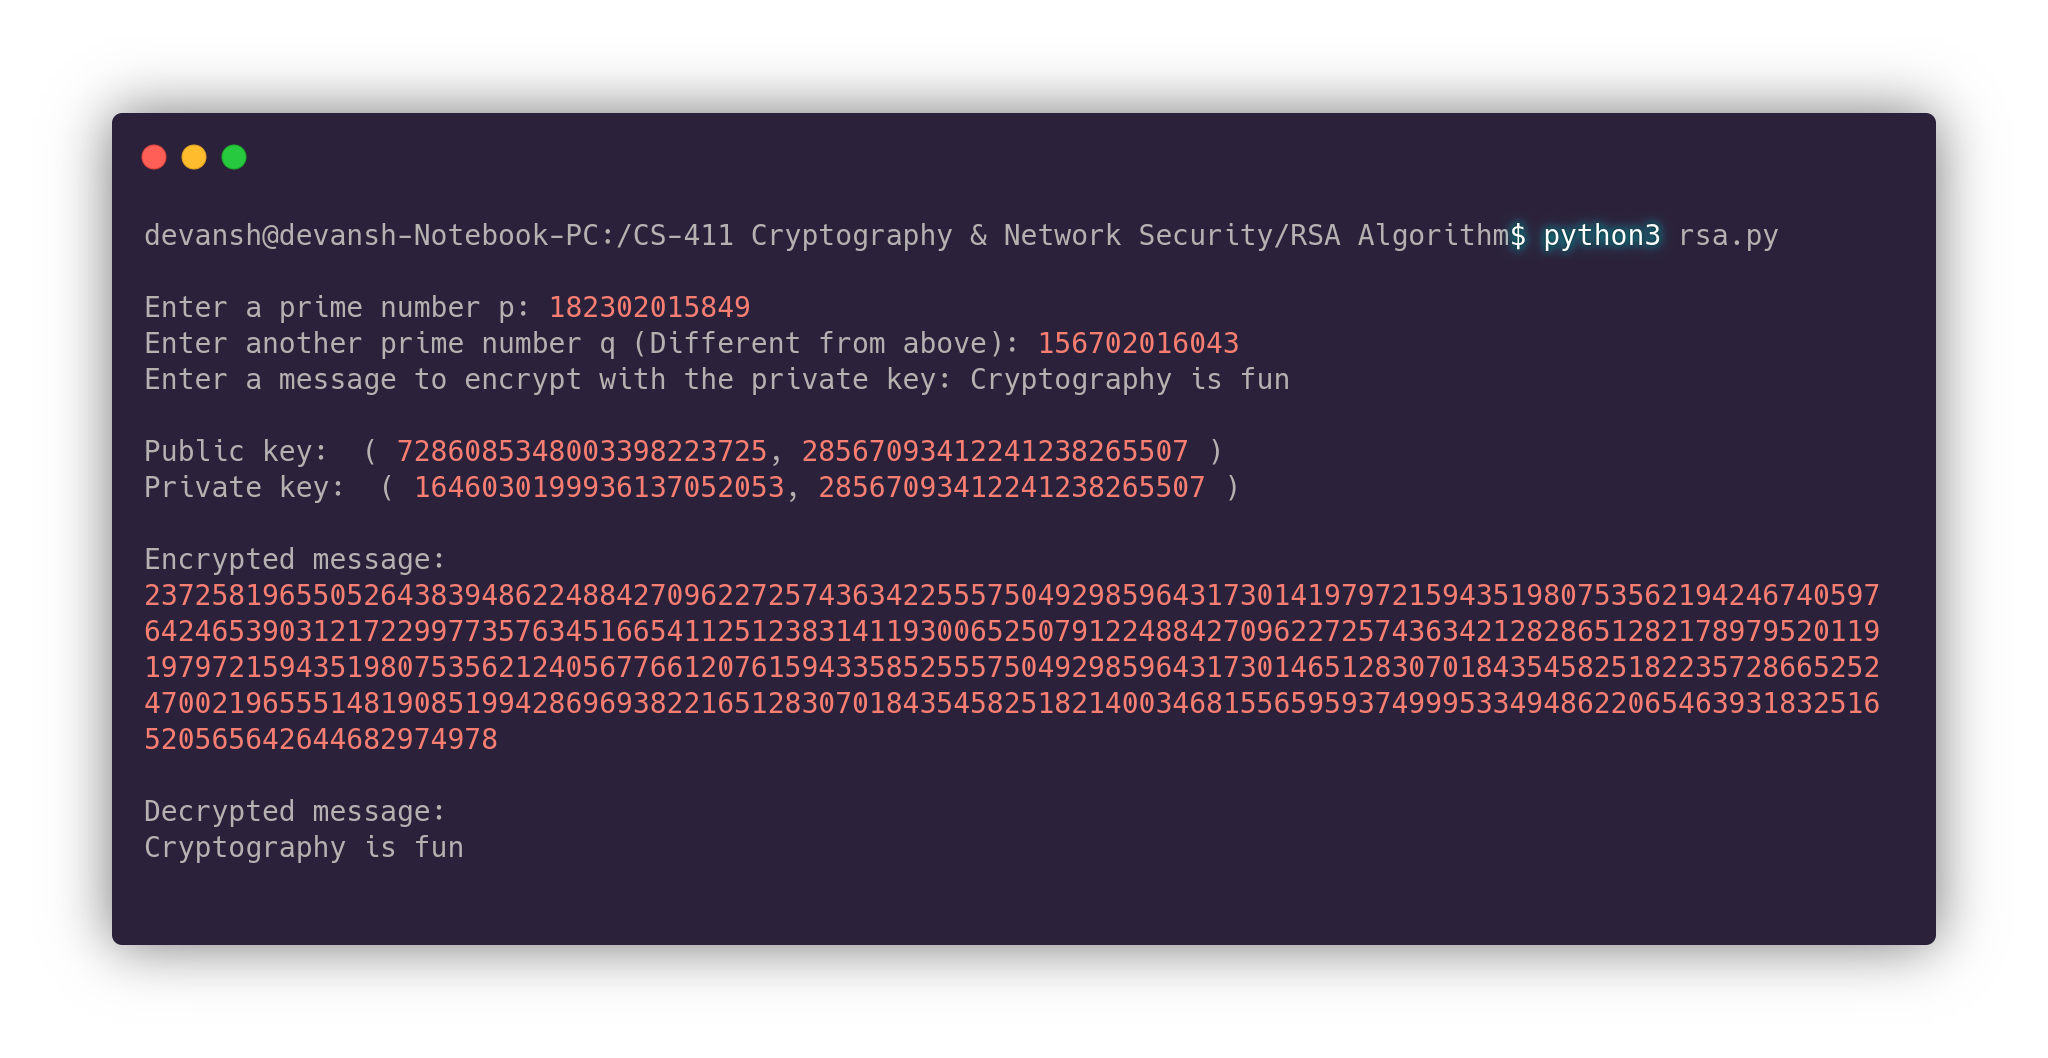 devansh@devansh-Notebook-PC:/CS-411 Cryptography & Network Security/RSA Algorithm$ python3 rsa.py
Enter a prime number p: 182302015849
Enter another prime number q (Different from above): 156702016043
Enter a message to encrypt with the private key: Cryptography is fun
Public key:  ( 7286085348003398223725, 28567093412241238265507 )
Private key:  ( 1646030199936137052053, 28567093412241238265507 )
Encrypted message:
2372581965505264383948622488427096227257436342255575049298596431730141979721594351980753562194246740597
6424653903121722997735763451665411251238314119300652507912248842709622725743634212828651282178979520119
1979721594351980753562124056776612076159433585255575049298596431730146512830701843545825182235728665252
4700219655514819085199428696938221651283070184354582518214003468155659593749995334948622065463931832516
520565642644682974978
Decrypted message:
Cryptography is fun